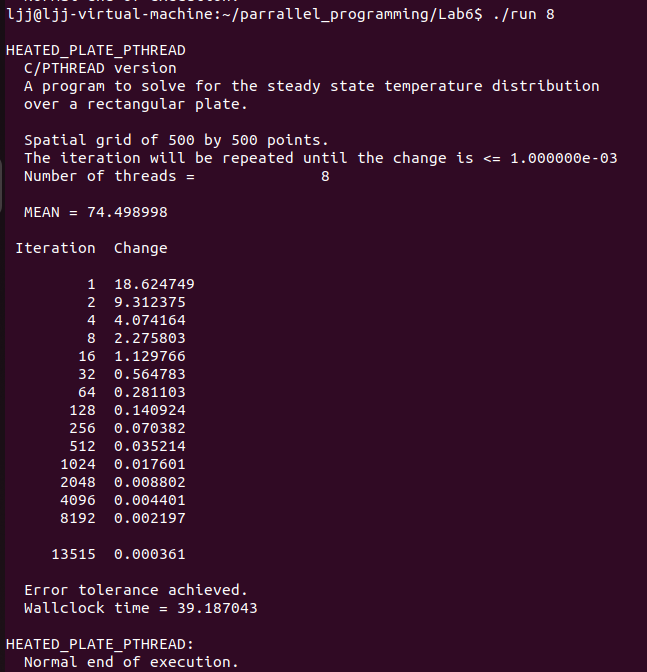 ljj@ljj-virtual-machine:~/parrallel_programming/Lab6$ ./run 8
HEATED_PLATE_PTHREAD
C/PTHREAD version
A program to solve for the steady state temperature distribution
over a rectangular plate.
Spatial grid of 500 by 500 points.
The iteration will be repeated until the change is <= 1.000000e-03
Number of threads = 8
MEAN = 74.498998
Iteration Change
1 18.624749
2 9.312375
4 4.074164
8 2.275803
16 1.129766
32 0.564783
64 0.281103
128 0.140924
256 0.070382
512 0.035214
1024 0.017601
2048 0.008802
4096 0.004401
8192 0.002197
13515 0.000361
Error tolerance achieved.
Wallclock time = 39.187043
HEATED_PLATE_PTHREAD:
Normal end of execution.